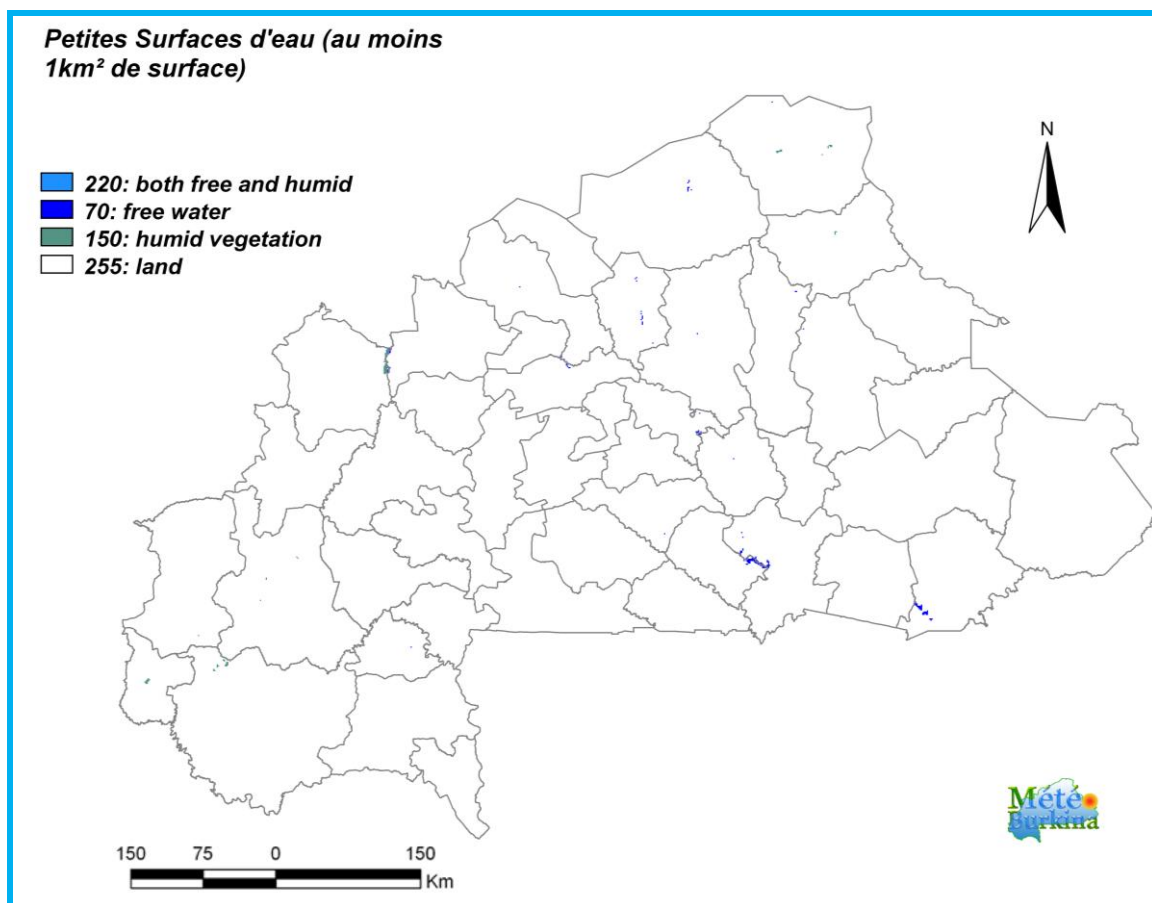 Petites Surfaces d'eau (au moins
1km² de surface)
N
220: both free and humid
70: free water
150: humid vegetation
255: land
150 75 0 150
Km
Météo
Burkina